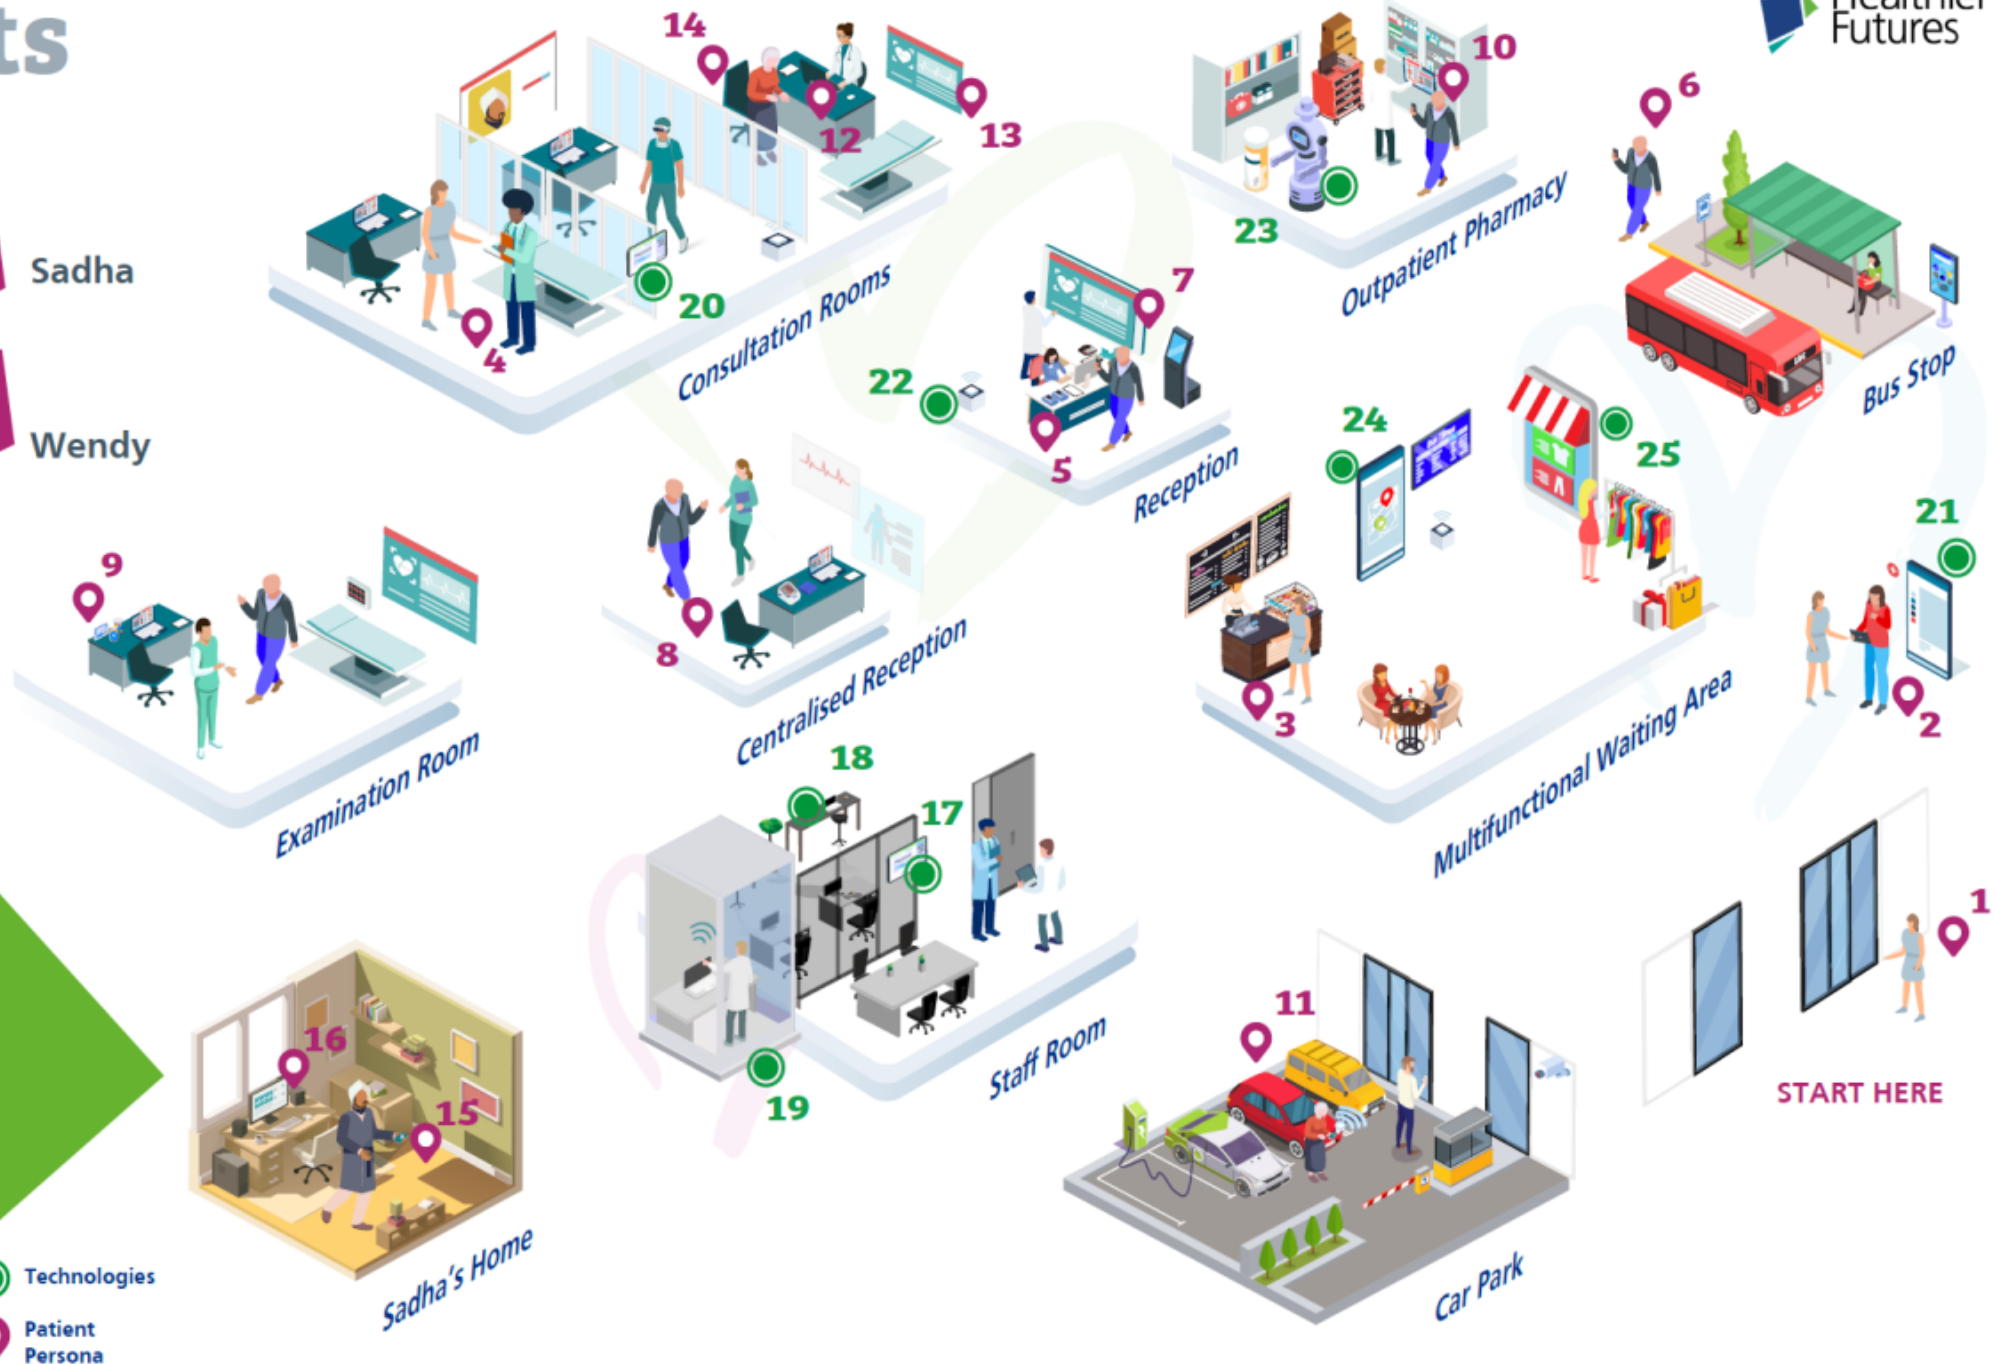 ts
Healthier
Futures
14
12
13
10
6
Sadha
4
20
Consultation Rooms
23
Outpatient Pharmacy
7
22
5
Reception
Bus Stop
24
25
21
Wendy
9
8
Centralised Reception
3
2
Multifunctional Waiting Area
Examination Room
18
17
19
Staff Room
1
START HERE
11
Car Park
16
15
Sadha's Home
Technologies
Patient
Persona